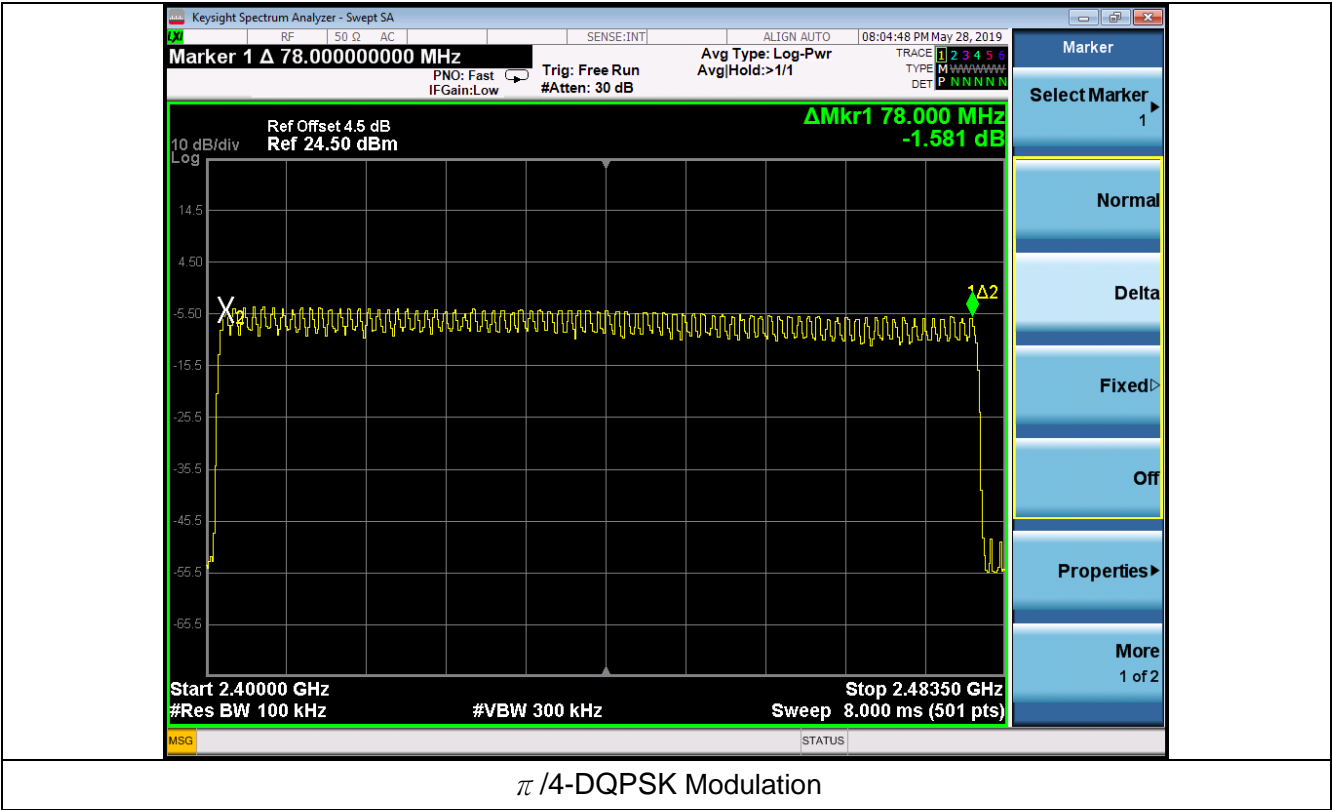 Keysight Spectrum Analyzer - Swept SA
LXI RF 50 Ω AC SENSE:INT ALIGN AUTO 08:04:48 PM May 28, 2019
Marker 1 Δ 78.000000000 MHz
PNO: Fast
IFGain:Low
Trig: Free Run
#Atten: 30 dB
Avg Type: Log-Pwr
Avg|Hold:>1/1
TRACE 1 2 3 4 5 6
TYPE M WWWWW
DET P N N N N N
ΔMkr1 78.000 MHz
-1.581 dB
Ref Offset 4.5 dB
10 dB/div Ref 24.50 dBm
Log
14.5
4.50
-5.50
-15.5
-25.5
-35.5
-45.5
-55.5
-65.5
X2
1Δ2
Start 2.40000 GHz Stop 2.48350 GHz
#Res BW 100 kHz #VBW 300 kHz Sweep 8.000 ms (501 pts)
MSG STATUS
Marker
Select Marker
1
Normal
Delta
Fixed
Off
Properties
More
1 of 2
π /4-DQPSK Modulation